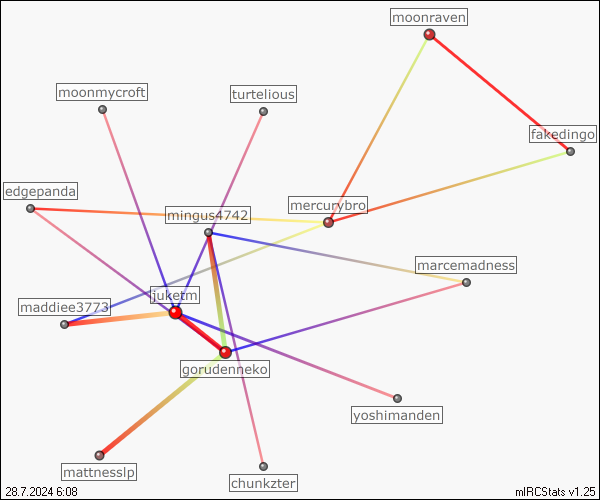 moonraven
moonmycroft
turtelious
fakedingo
edgepanda
mercurybro
mingus4742
marcemadness
juketm
maddiee3773
gorudenneko
yoshimanden
mattnesslp
chunkzter
28.7.2024 6:08
mIRCStats v1.25